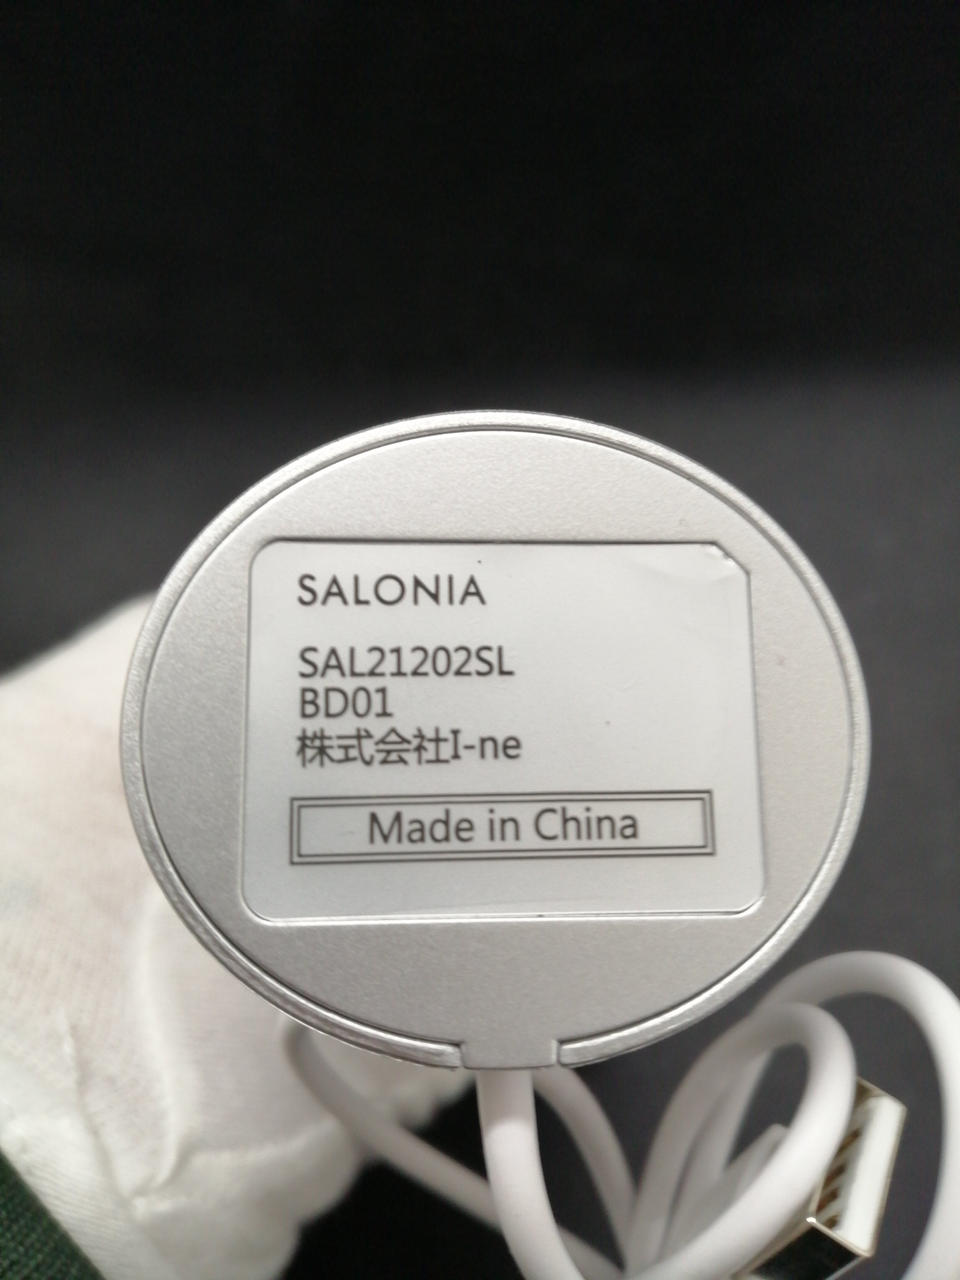 SALONIA
SAL21202SL
BD01
株式会社I-ne
Made in China